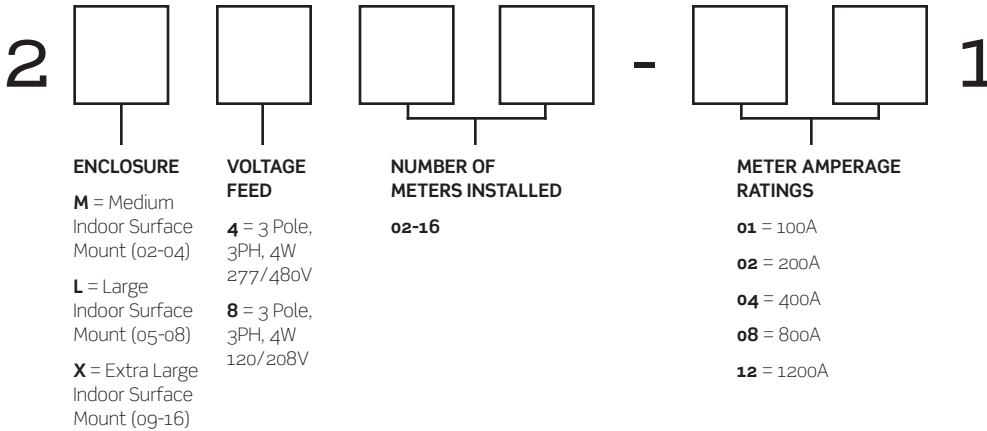 2 - 1
ENCLOSURE
M = Medium
Indoor Surface
Mount (02-04)
L = Large
Indoor Surface
Mount (05-08)
X = Extra Large
Indoor Surface
Mount (09-16)
VOLTAGE
FEED
4 = 3 Pole,
3PH, 4W
277/480V
8 = 3 Pole,
3PH, 4W
120/208V
NUMBER OF
METERS INSTALLED
02-16
METER AMPERAGE
RATINGS
01 = 100A
02 = 200A
04 = 400A
08 = 800A
12 = 1200A